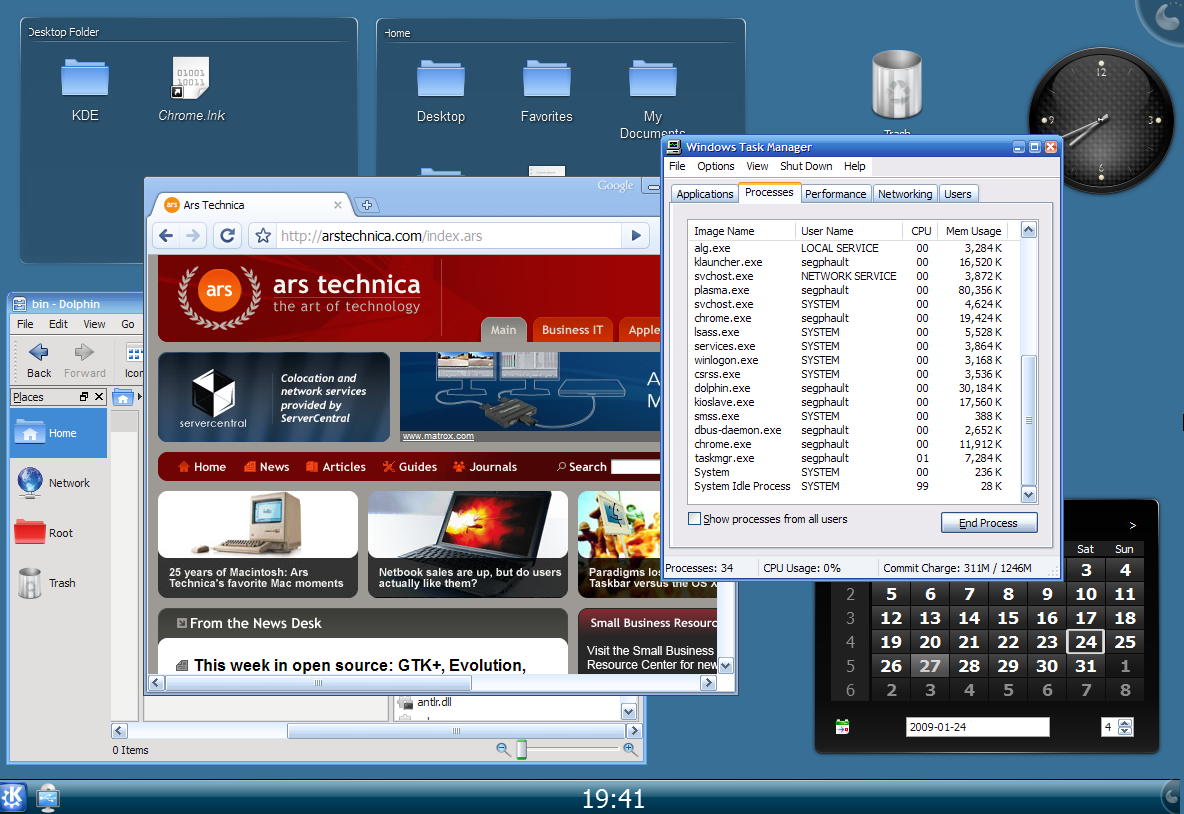 Desktop Folder
KDE
Chrome.lnk
Home
Desktop
Favorites
My
Documents
Trash
12
3
6
9
Google
Ars Technica
http://arstechnica.com/index.ars
ars
ars technica
the art of technology
Main
Business IT
Apple
servercentral
Colocation and
network services
provided by
ServerCentral
A
M
www.matrox.com
Home
News
Articles
Guides
Journals
Search
25 years of Macintosh: Ars
Technica's favorite Mac moments
Netbook sales are up, but do users
actually like them?
Paradigms lo
Taskbar versus the OS X
From the News Desk
This week in open source: GTK+, Evolution,
Small Business Resourc
Visit the Small Business
Resource Center for new
bin - Dolphin
File Edit View Go
Back
Forward
Icon
Places
Home
Network
Root
Trash
antlr.dll
0 Items
Windows Task Manager
File Options View Shut Down Help
Applications Processes Performance Networking Users
Image Name User Name CPU Mem Usage
alg.exe LOCAL SERVICE 00 3,284 K
klauncher.exe segphault 00 16,520 K
svchost.exe NETWORK SERVICE 00 3,872 K
plasma.exe segphault 00 80,356 K
svchost.exe SYSTEM 00 4,624 K
chrome.exe segphault 00 19,424 K
lsass.exe SYSTEM 00 5,528 K
services.exe SYSTEM 00 3,864 K
winlogon.exe SYSTEM 00 3,168 K
csrss.exe SYSTEM 00 3,536 K
dolphin.exe segphault 00 30,184 K
kioslave.exe segphault 00 17,560 K
smss.exe SYSTEM 00 388 K
dbus-daemon.exe segphault 00 2,652 K
chrome.exe segphault 00 11,912 K
taskmgr.exe segphault 01 7,284 K
System SYSTEM 00 236 K
System Idle Process SYSTEM 99 28 K
Show processes from all users
End Process
Processes: 34
CPU Usage: 0%
Commit Charge: 311M / 1246M
>
Sat Sun
3 4
2 5 6 7 8 9 10 11
3 12 13 14 15 16 17 18
4 19 20 21 22 23 24 25
5 26 27 28 29 30 31 1
6 2 3 4 5 6 7 8
2009-01-24
4
19:41